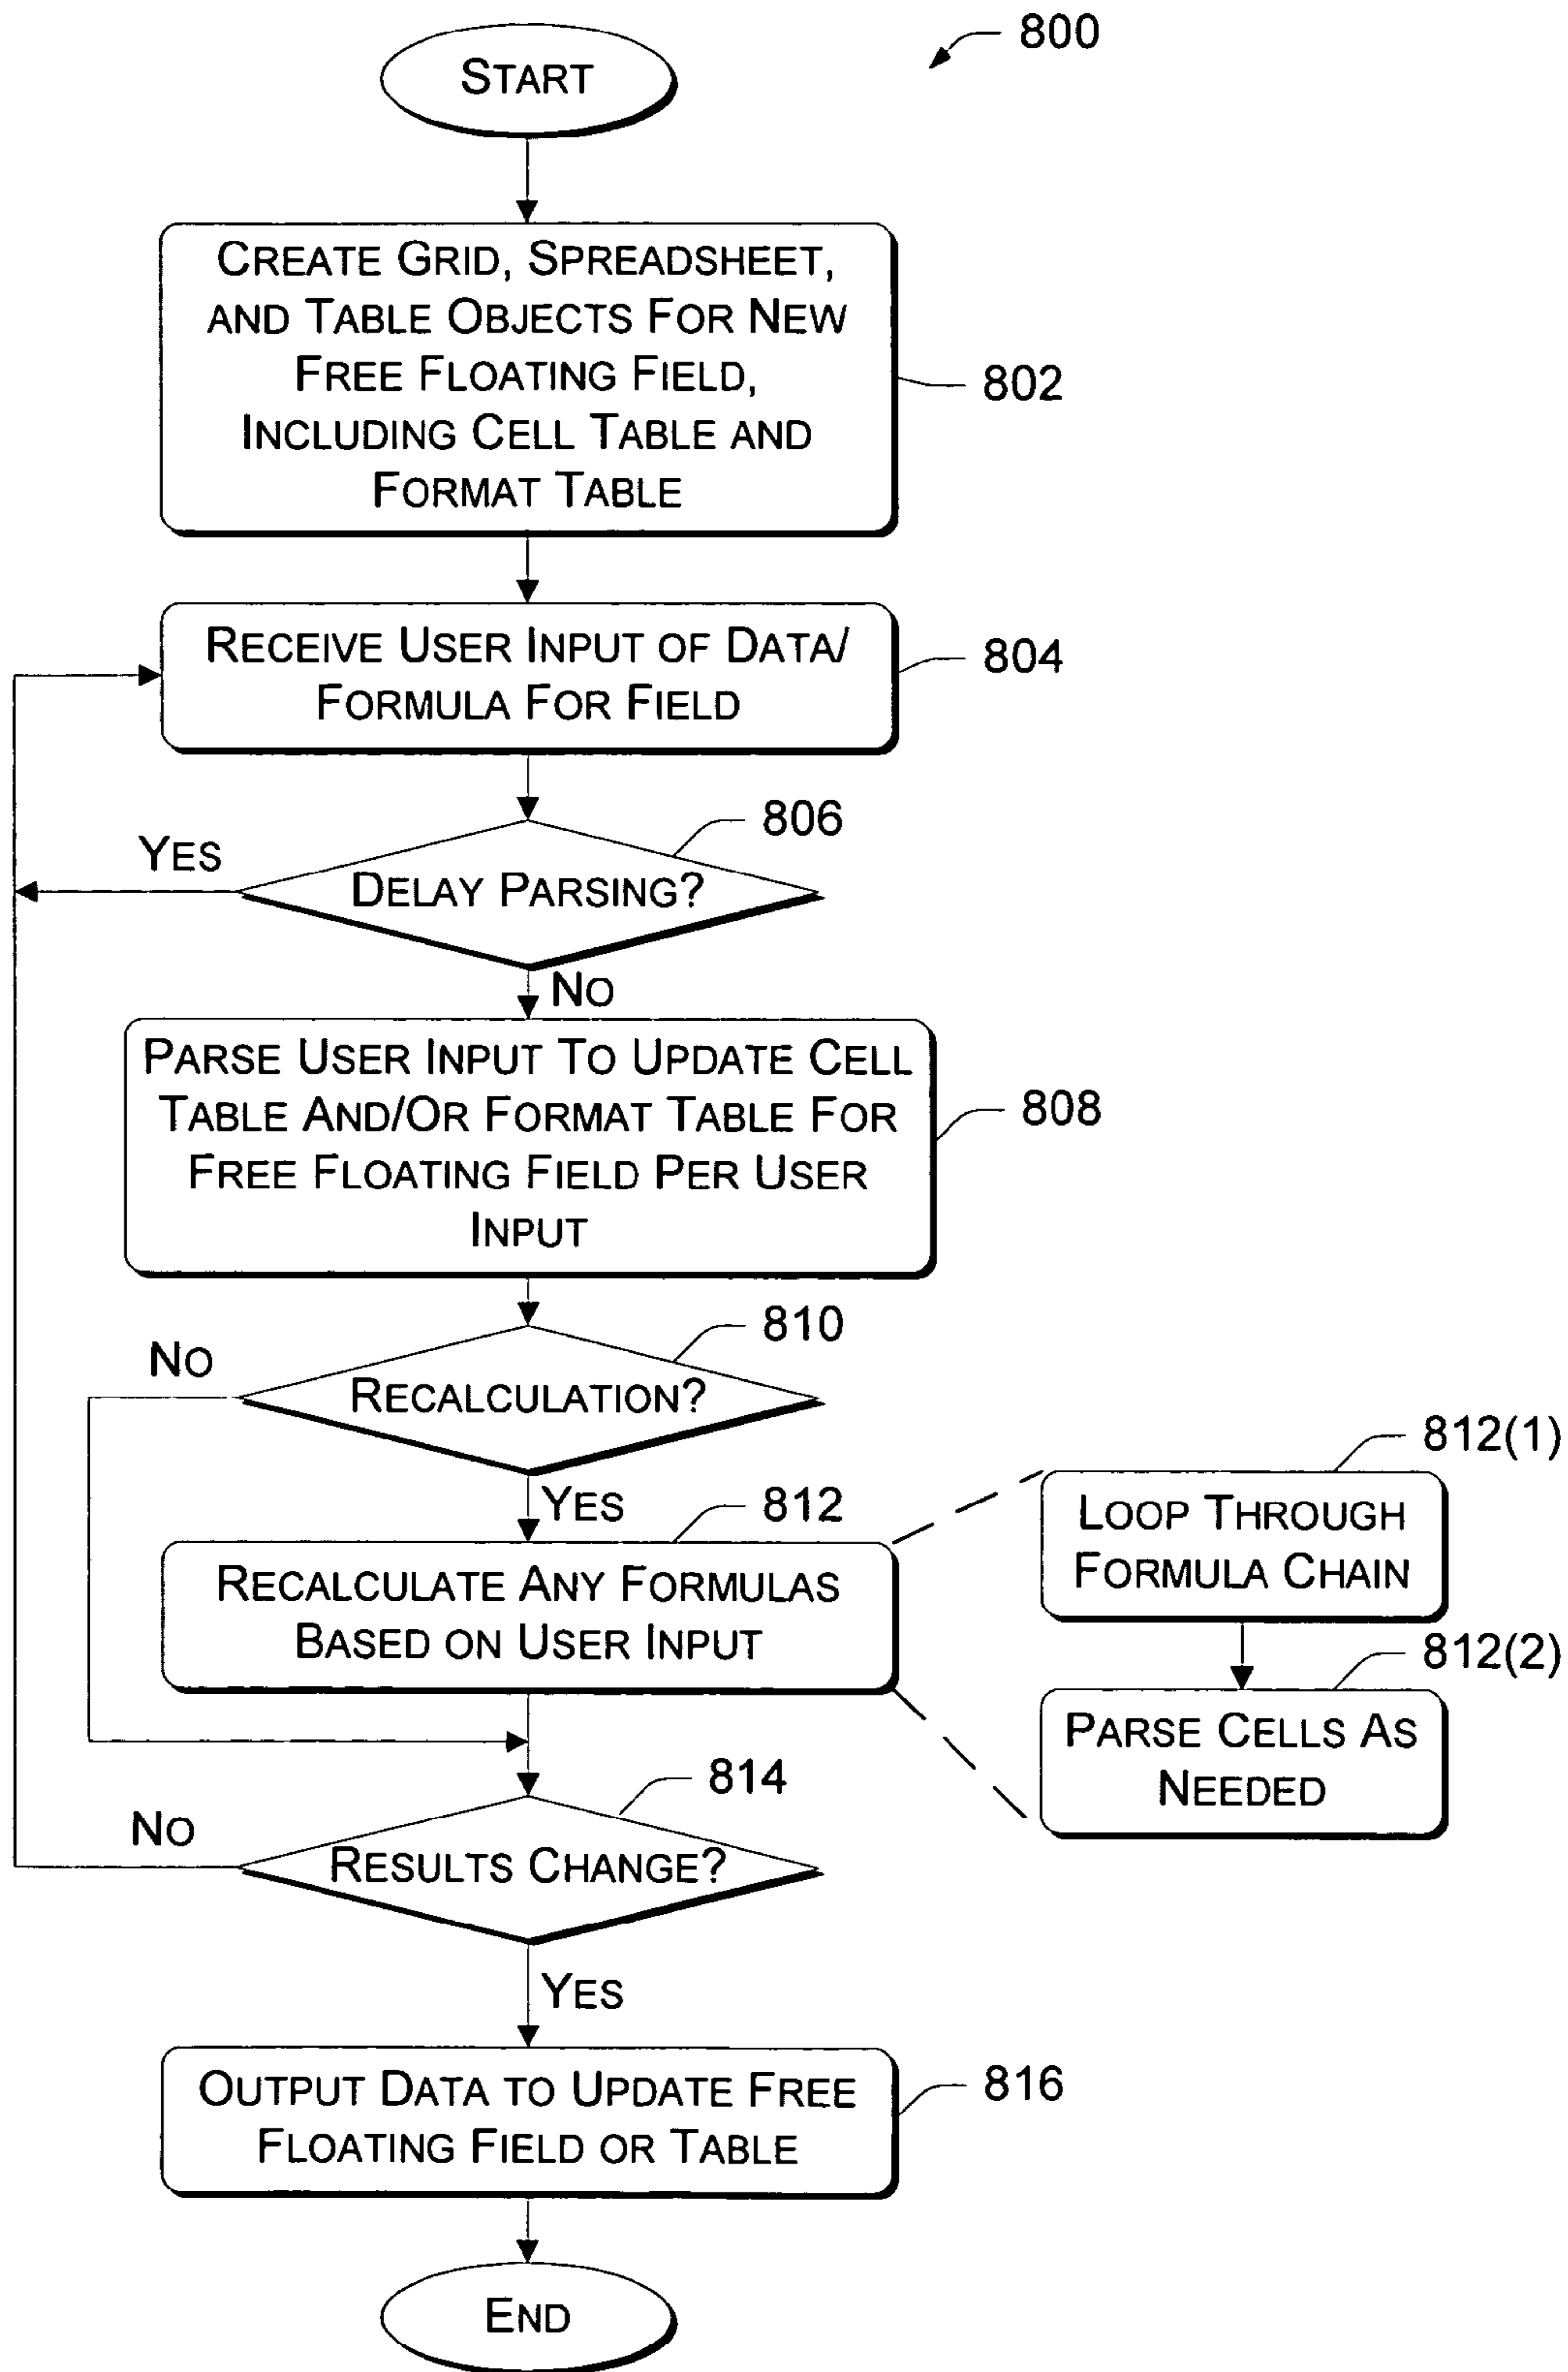 800
START
CREATE GRID, SPREADSHEET,
AND TABLE OBJECTS FOR NEW
FREE FLOATING FIELD,
INCLUDING CELL TABLE AND
FORMAT TABLE
802
RECEIVE USER INPUT OF DATA/
FORMULA FOR FIELD
804
806
YES
DELAY PARSING?
NO
PARSE USER INPUT TO UPDATE CELL
TABLE AND/OR FORMAT TABLE FOR
FREE FLOATING FIELD PER USER
INPUT
808
810
NO
RECALCULATION?
YES
812
RECALCULATE ANY FORMULAS
BASED ON USER INPUT
812(1)
LOOP THROUGH
FORMULA CHAIN
812(2)
PARSE CELLS AS
NEEDED
814
NO
RESULTS CHANGE?
YES
OUTPUT DATA TO UPDATE FREE
FLOATING FIELD OR TABLE
816
END